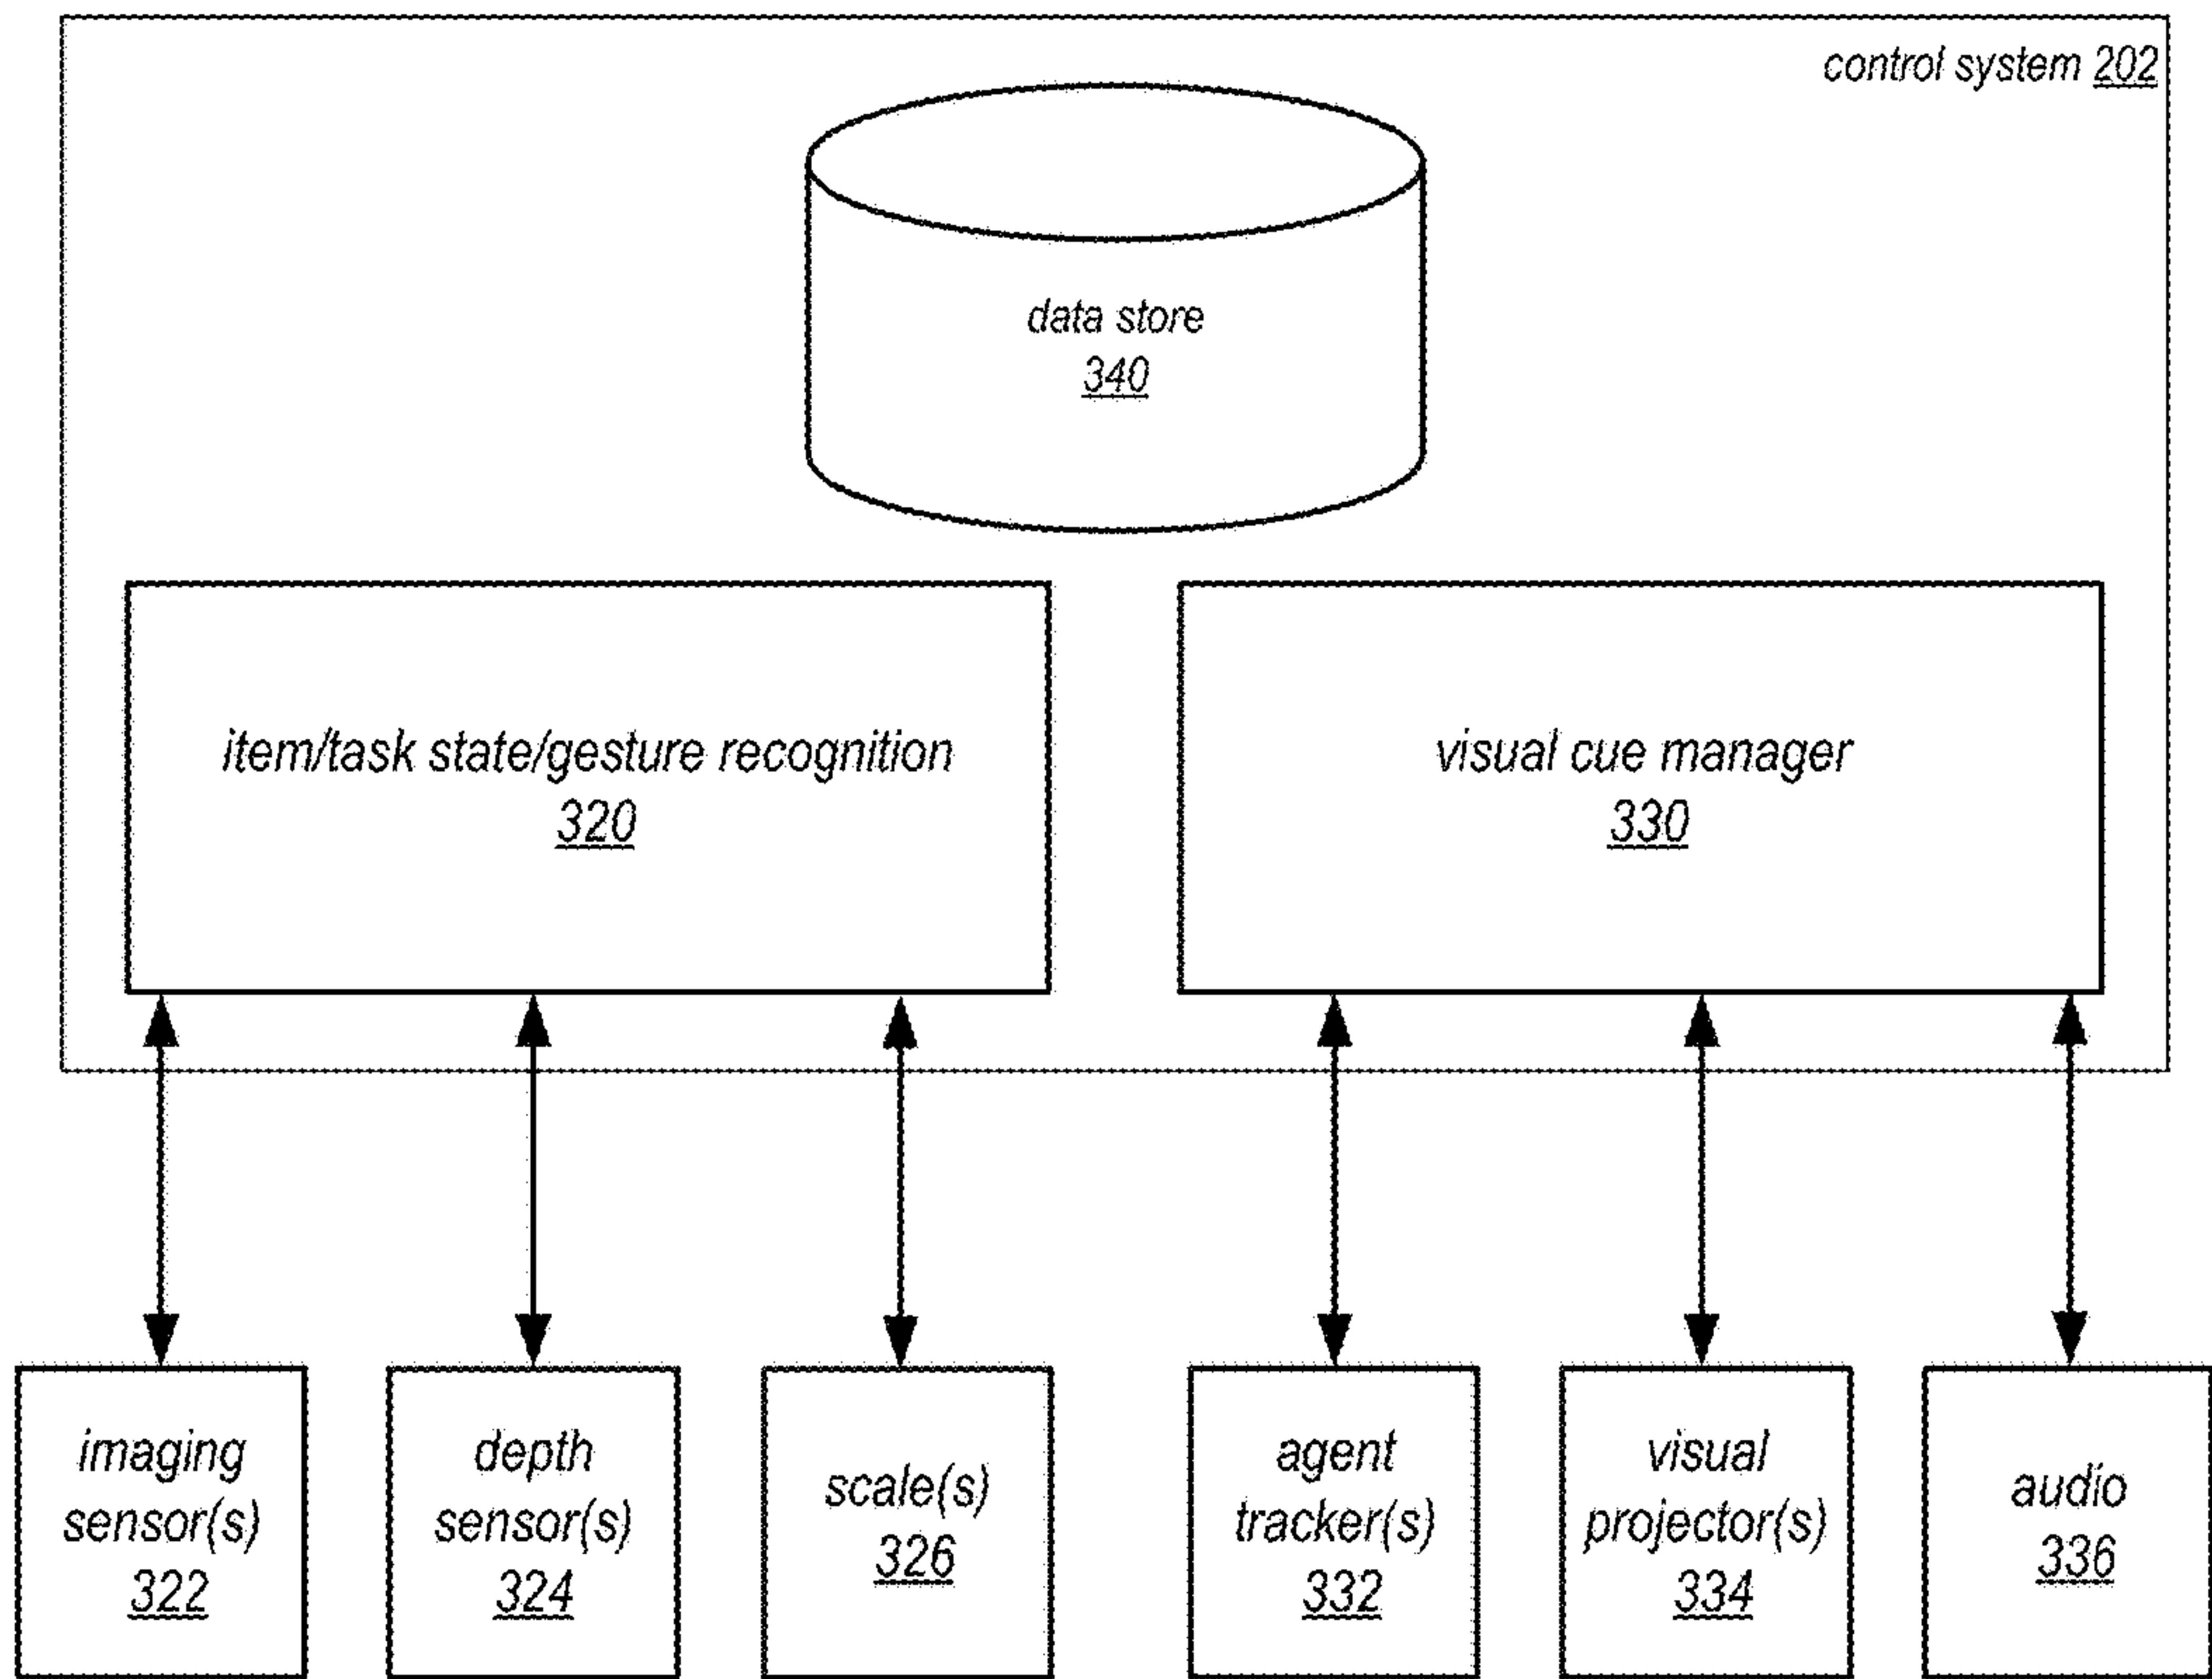 control system 202
data store
340
item/task state/gesture recognition
320
visual cue manager
330
imaging
sensor(s)
322
depth
sensor(s)
324
scale(s)
326
agent
tracker(s)
332
visual
projector(s)
334
audio
336